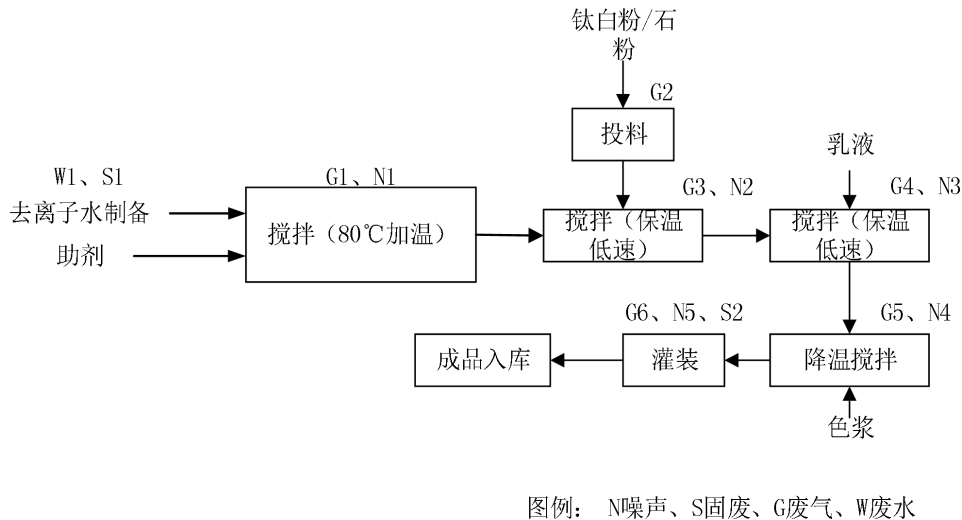 钛白粉/石
粉
G2
投料
乳液
W1、S1
G1、N1
G3、N2
G4、N3
去离子水制备
助剂
搅拌（80℃加温）
搅拌（保温
低速）
搅拌（保温
低速）
G6、N5、S2
G5、N4
成品入库
灌装
降温搅拌
色浆
图例： N噪声、S固废、G废气、W废水